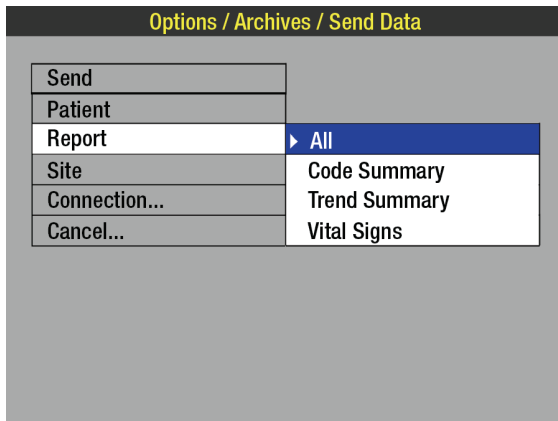 Options / Archives / Send Data
Send
Patient
Report
All
Site
Code Summary
Connection...
Trend Summary
Cancel...
Vital Signs